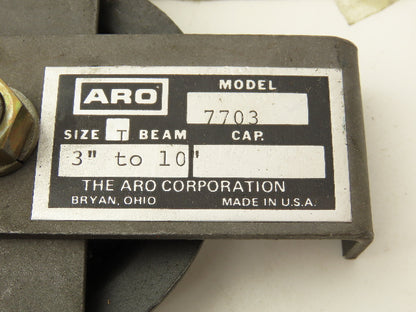 ARO MODEL
7703
SIZE T BEAM CAP.
3" to 10"
THE ARO CORPORATION
BRYAN, OHIO MADE IN U.S.A.